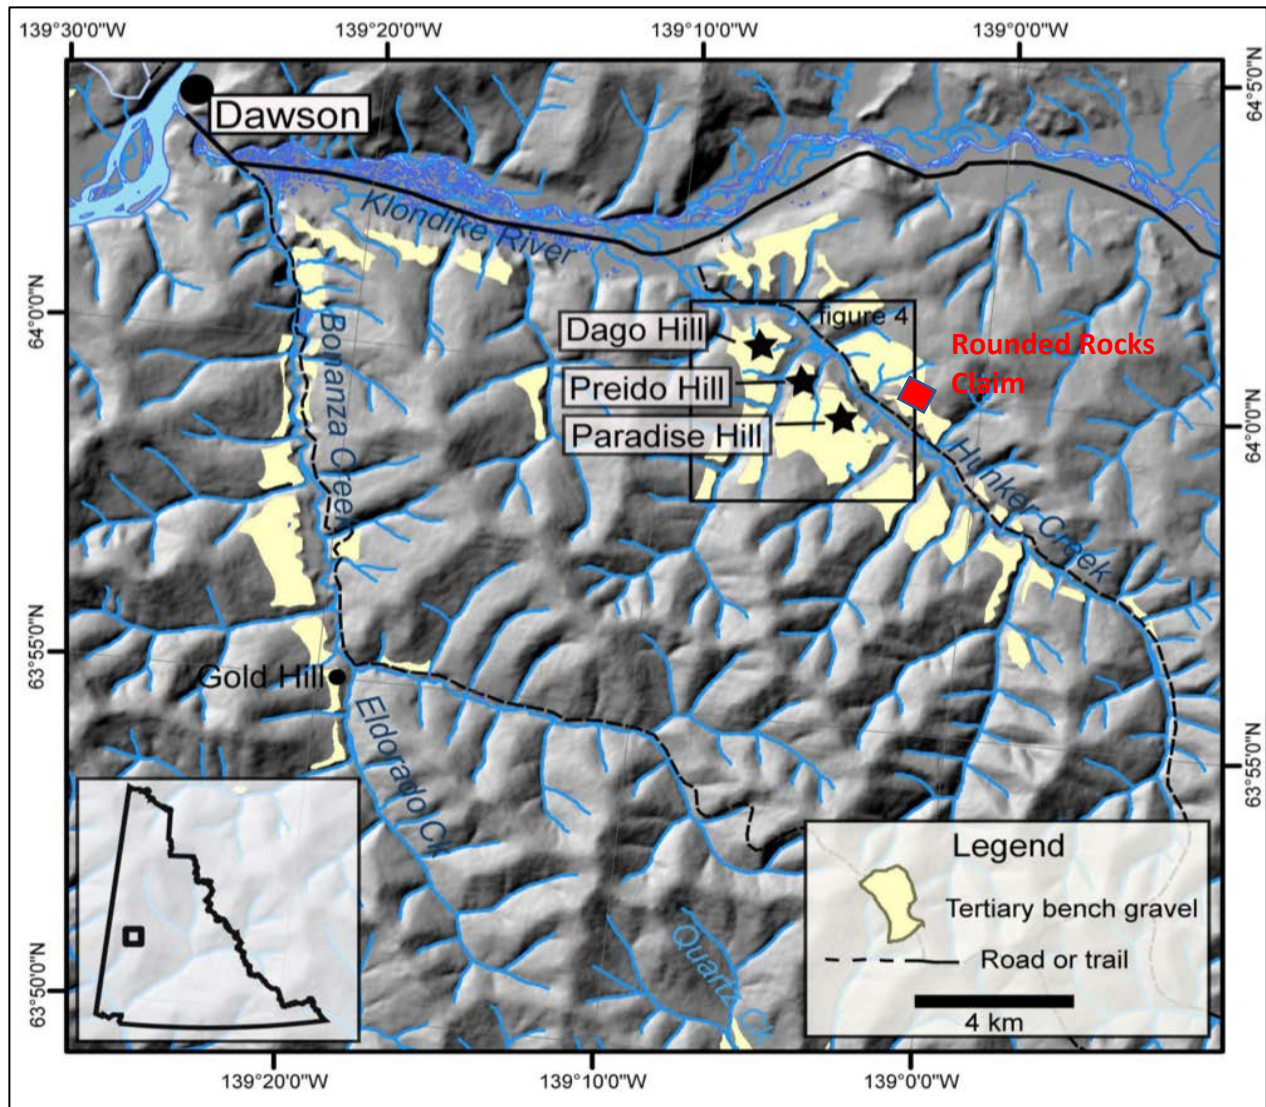 139°30'0"W
139°20'0"W
139°10'0"W
139°0'0"W
64°5'0"N
Dawson
Klondike River
64°0'0"N
Bonanza Creek
figure 4
Dago Hill
Preido Hill
Paradise Hill
Rounded Rocks
Claim
64°0'0"N
Hunker Creek
63°55'0"N
Gold Hill
Eldorado Ck
63°55'0"N
Quartz Ck
Legend
Tertiary bench gravel
Road or trail
4 km
63°50'0"N
139°20'0"W
139°10'0"W
139°0'0"W